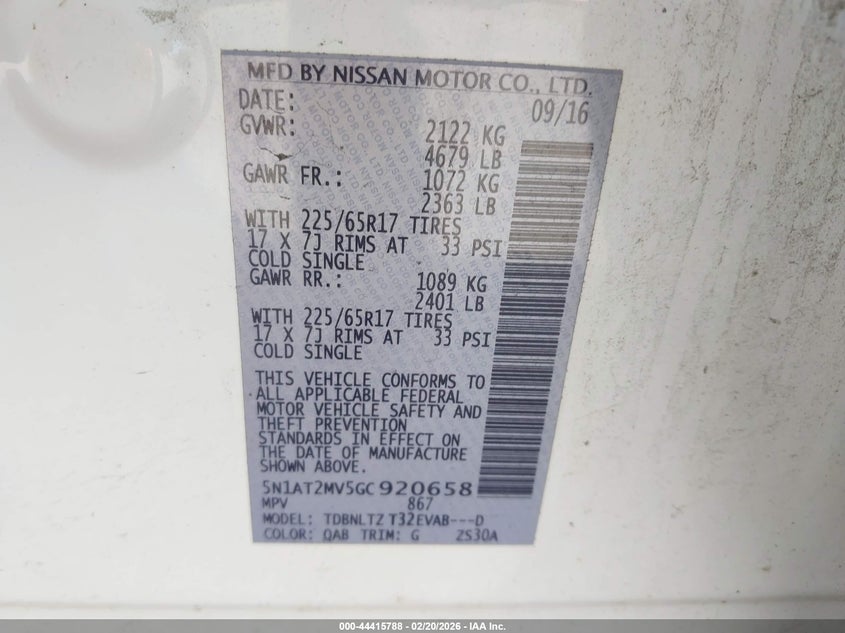 MFD BY NISSAN MOTOR CO., LTD.
DATE: 09/16
GVWR: 2122 KG
4679 LB
GAWR FR.: 1072 KG
2363 LB
WITH 225/65R17 TIRES
17 X 7J RIMS AT 33 PSI
COLD SINGLE
GAWR RR.: 1089 KG
2401 LB
WITH 225/65R17 TIRES
17 X 7J RIMS AT 33 PSI
COLD SINGLE
THIS VEHICLE CONFORMS TO
ALL APPLICABLE FEDERAL
MOTOR VEHICLE SAFETY AND
THEFT PREVENTION
STANDARDS IN EFFECT ON
THE DATE OF MANUFACTURE
SHOWN ABOVE.
5N1AT2MV5GC920658
MPV 867
MODEL: TDBNLTZ T32EVAB---D
COLOR: QAB TRIM: G ZS30A
000-44415788 - 02/20/2026 - IAA Inc.